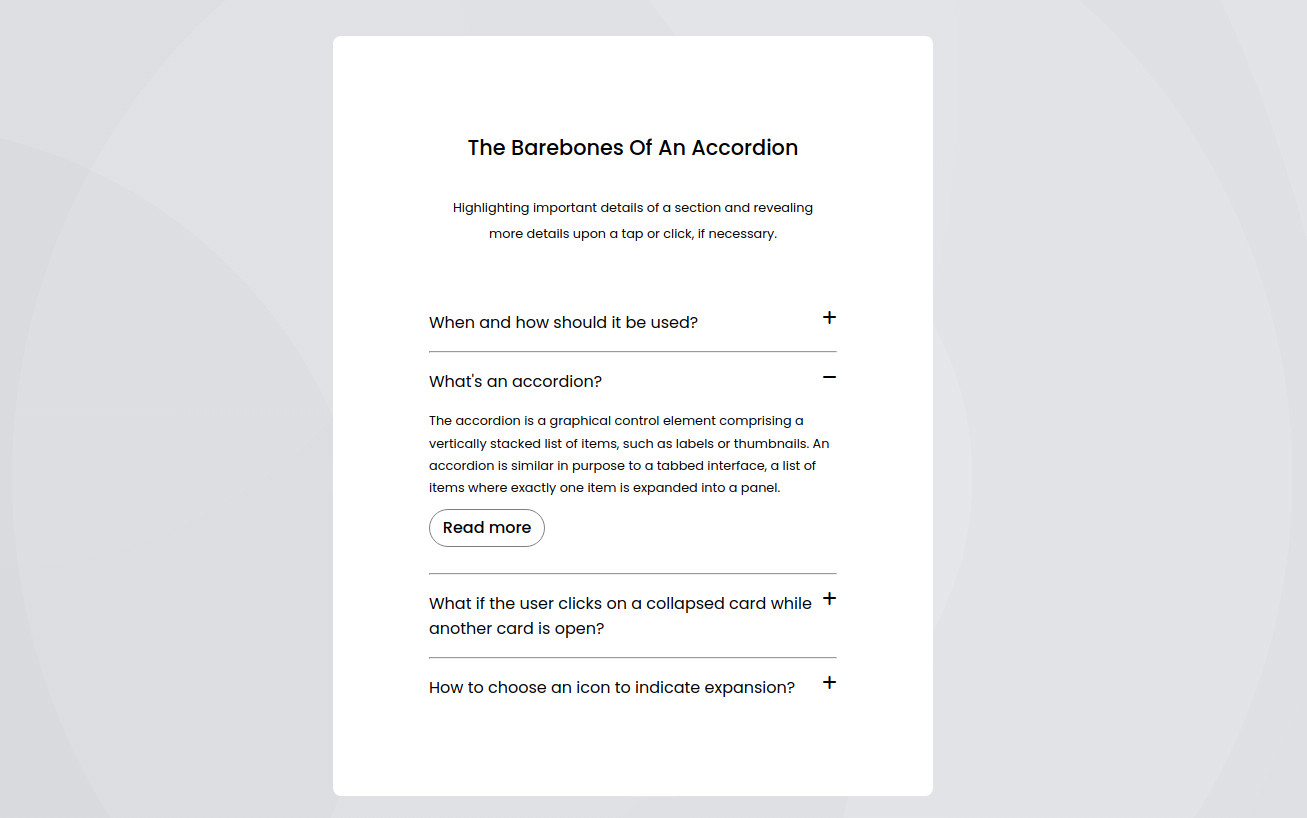 The Barebones Of An Accordion
Highlighting important details of a section and revealing
more details upon a tap or click, if necessary.
When and how should it be used?
+
What's an accordion?
−
The accordion is a graphical control element comprising a
vertically stacked list of items, such as labels or thumbnails. An
accordion is similar in purpose to a tabbed interface, a list of
items where exactly one item is expanded into a panel.
Read more
What if the user clicks on a collapsed card while
another card is open?
+
How to choose an icon to indicate expansion?
+